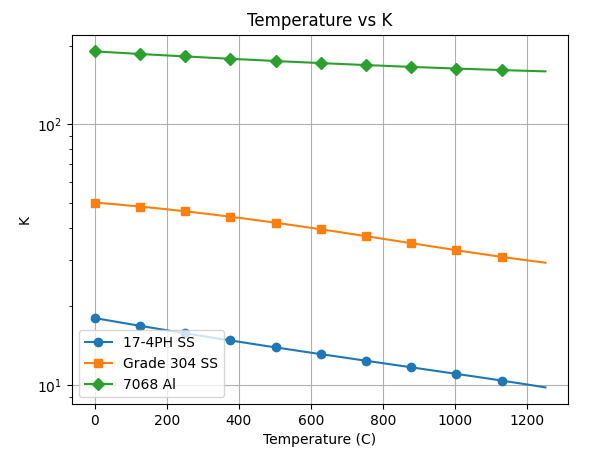 Temperature vs K
K
10²
10¹
17-4PH SS
Grade 304 SS
7068 Al
0 200 400 600 800 1000 1200
Temperature (C)